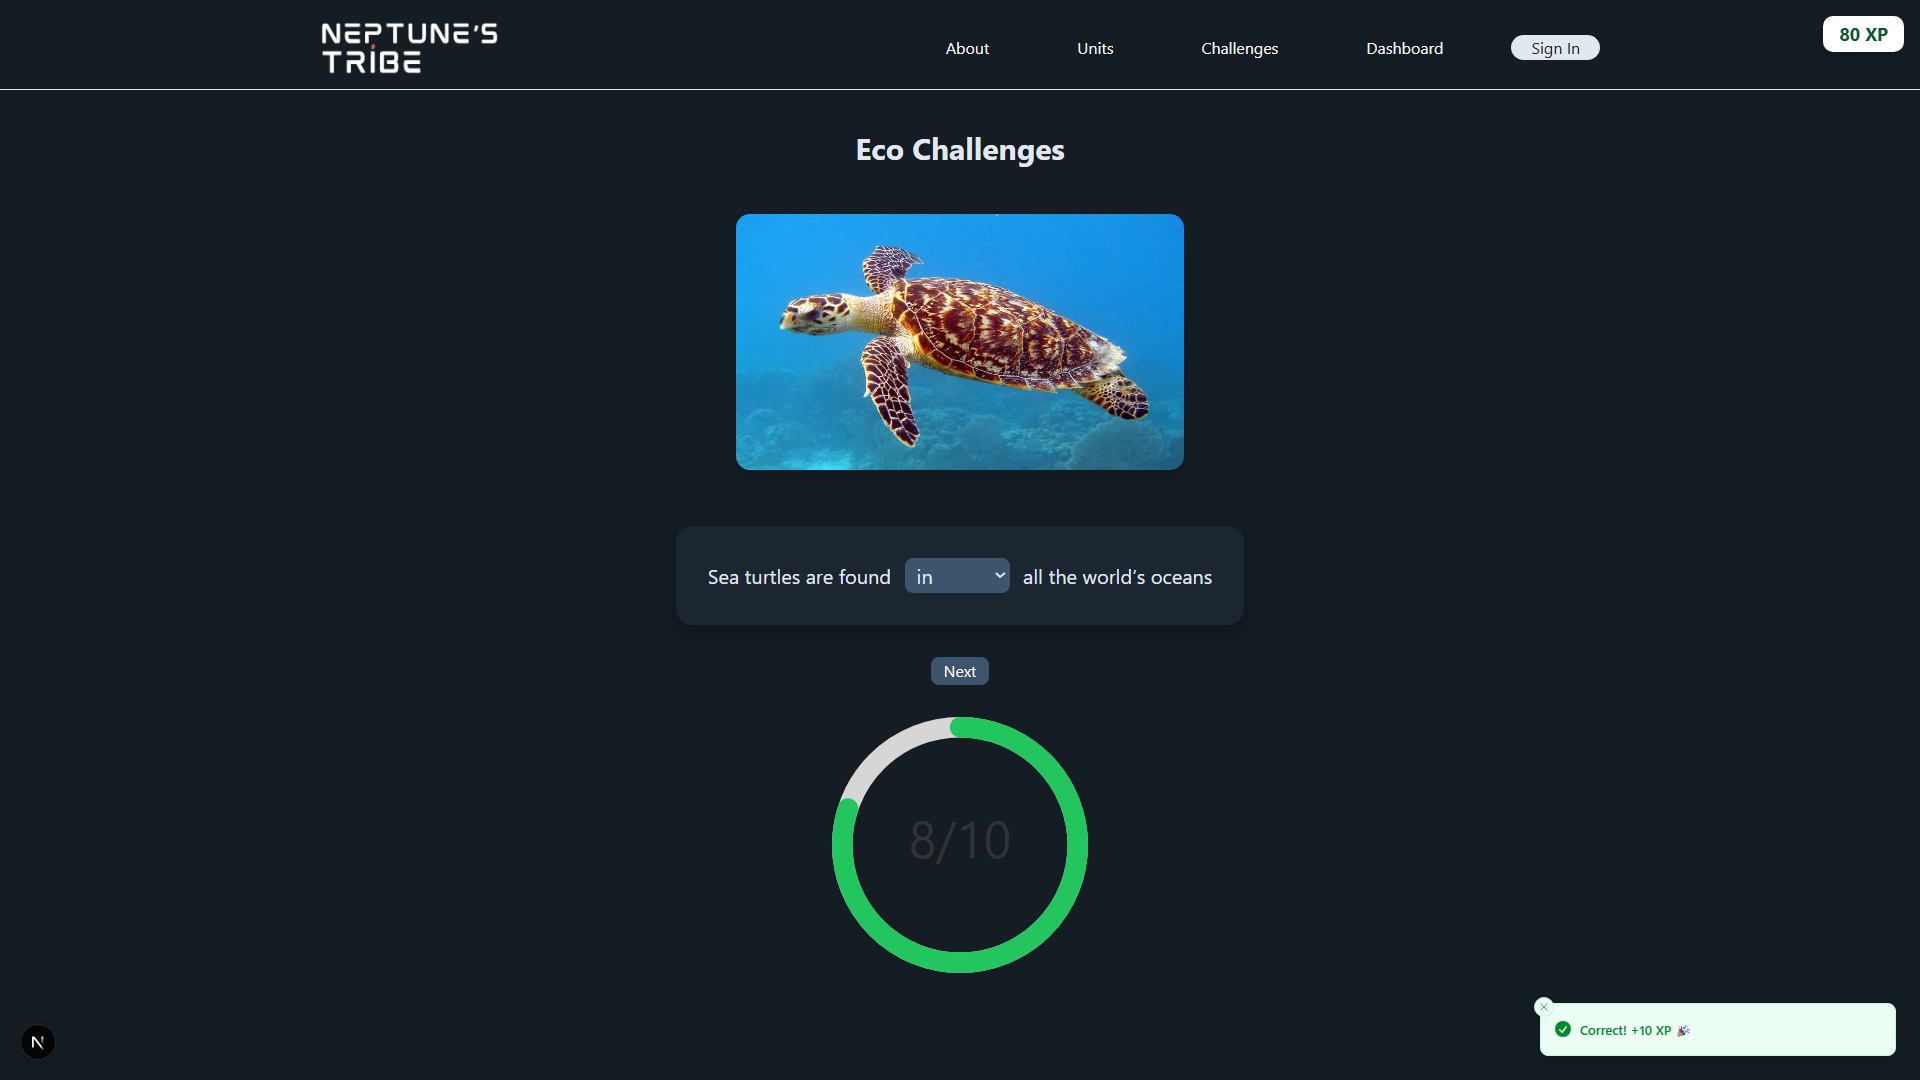 NEPTUNE'S
TRIBE
About
Units
Challenges
Dashboard
Sign In
80 XP
Eco Challenges
Sea turtles are found in all the world's oceans
Next
8/10
N
Correct! +10 XP 🎉